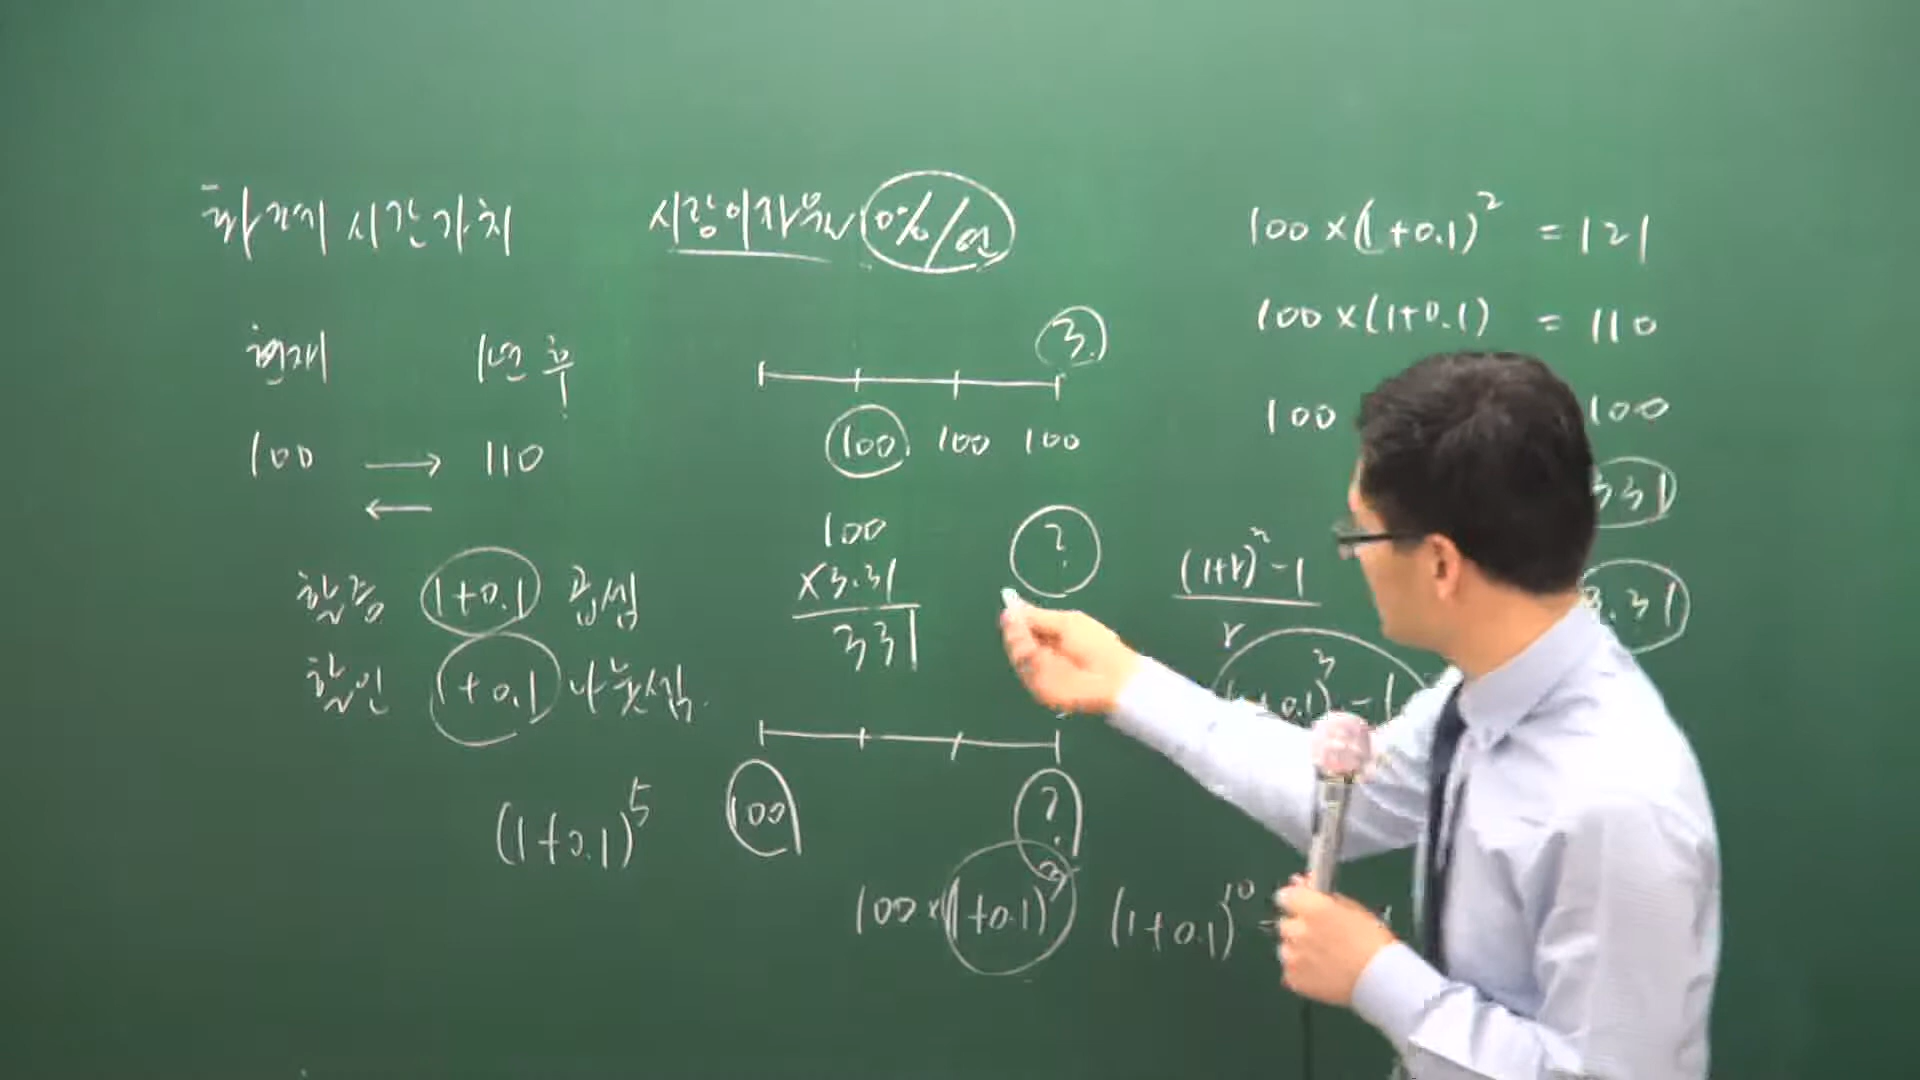 화폐의 시간가치
시장이자율 10%/연
현재 1년 후
100 → 110
←
할증 1+0.1 곱셈
할인 1+0.1 나눗셈.
(1+0.1)^5
3.
100 100 100
100
×3.31
331
?
100
?
100×(1+0.1)^3
(1+0.1)^10 =
100×(1+0.1)^2 = 121
100×(1+0.1) = 110
100 100
331
(1+r)^n-1
r
3.31
(1+0.1)^3-1